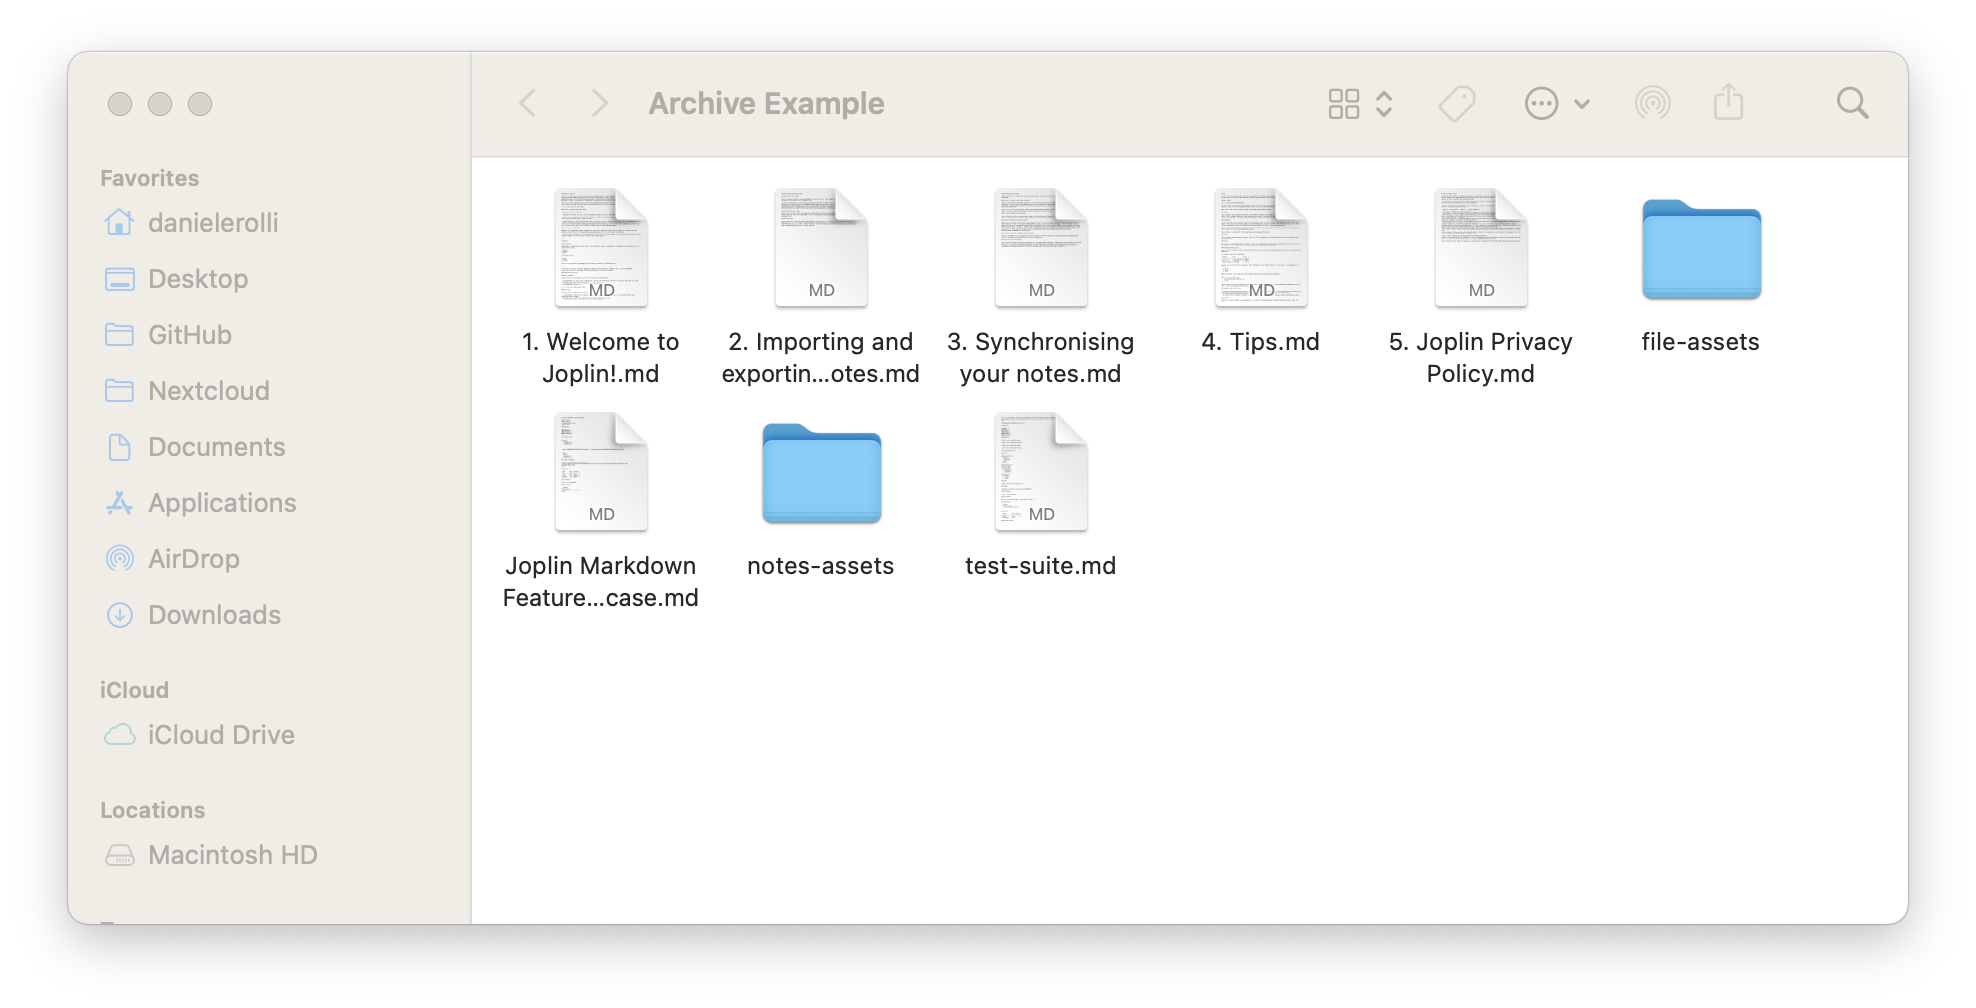 Archive Example
Favorites
danielerolli
Desktop
GitHub
Nextcloud
Documents
Applications
AirDrop
Downloads
iCloud
iCloud Drive
Locations
Macintosh HD
MD
MD
MD
MD
MD
1. Welcome to
Joplin!.md
2. Importing and
exportin...otes.md
3. Synchronising
your notes.md
4. Tips.md
5. Joplin Privacy
Policy.md
file-assets
MD
MD
Joplin Markdown
Feature...case.md
notes-assets
test-suite.md